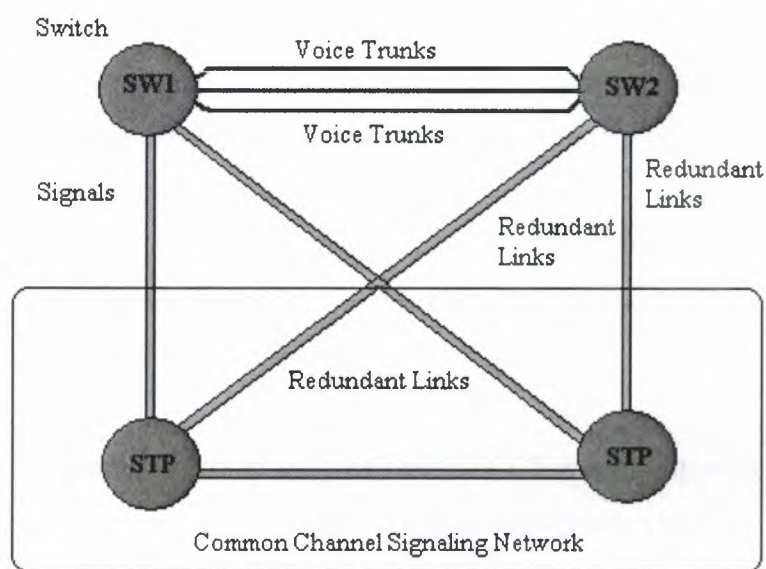 Switch
Voice Trunks
SW1
SW2
Voice Trunks
Signals
Redundant
Links
Redundant
Links
Redundant Links
STP
STP
Common Channel Signaling Network